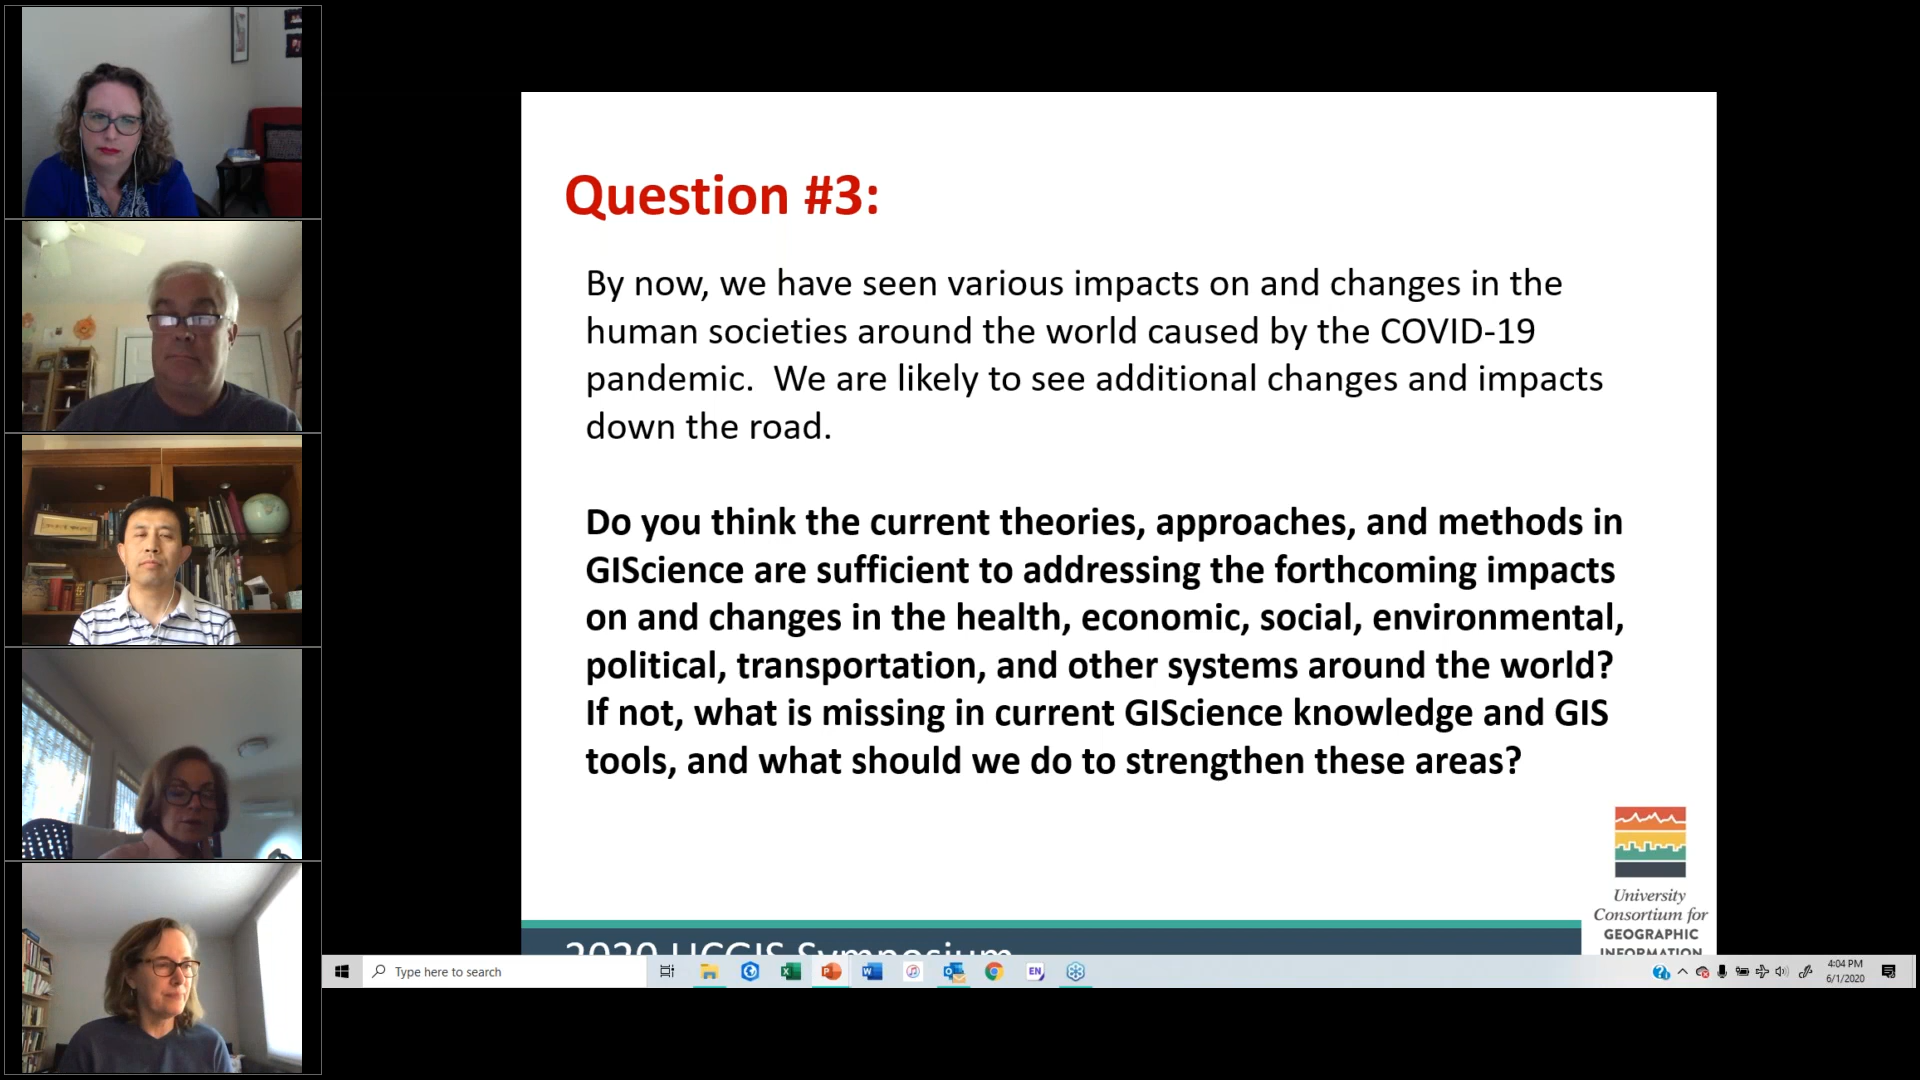 Question #3:
By now, we have seen various impacts on and changes in the
human societies around the world caused by the COVID-19
pandemic.  We are likely to see additional changes and impacts
down the road.
Do you think the current theories, approaches, and methods in
GIScience are sufficient to addressing the forthcoming impacts
on and changes in the health, economic, social, environmental,
political, transportation, and other systems around the world?
If not, what is missing in current GIScience knowledge and GIS
tools, and what should we do to strengthen these areas?
University
Consortium for
GEOGRAPHIC
INFORMATION
2020 UCGIS Symposium
Type here to search
EN
4:04 PM
6/1/2020